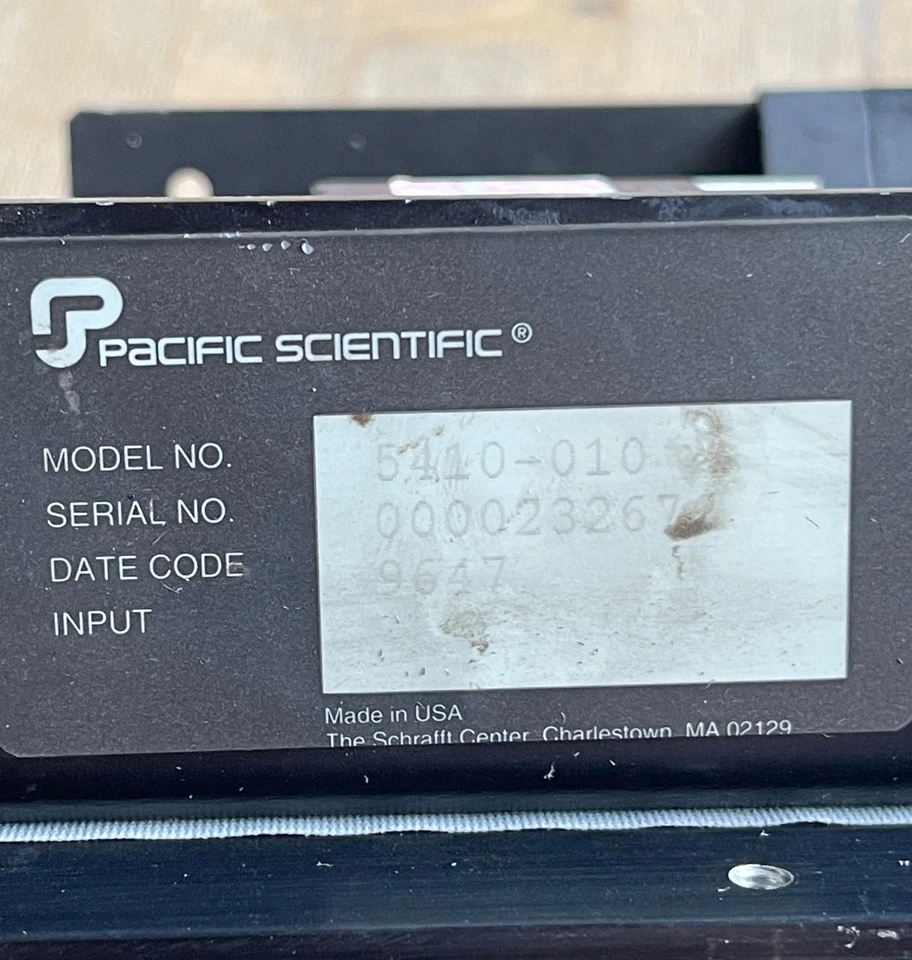 PACIFIC SCIENTIFIC®
MODEL NO. 5410-010
SERIAL NO.
DATE CODE 9647
INPUT
Made in USA
The Schrafft Center, Charlestown, MA 02129